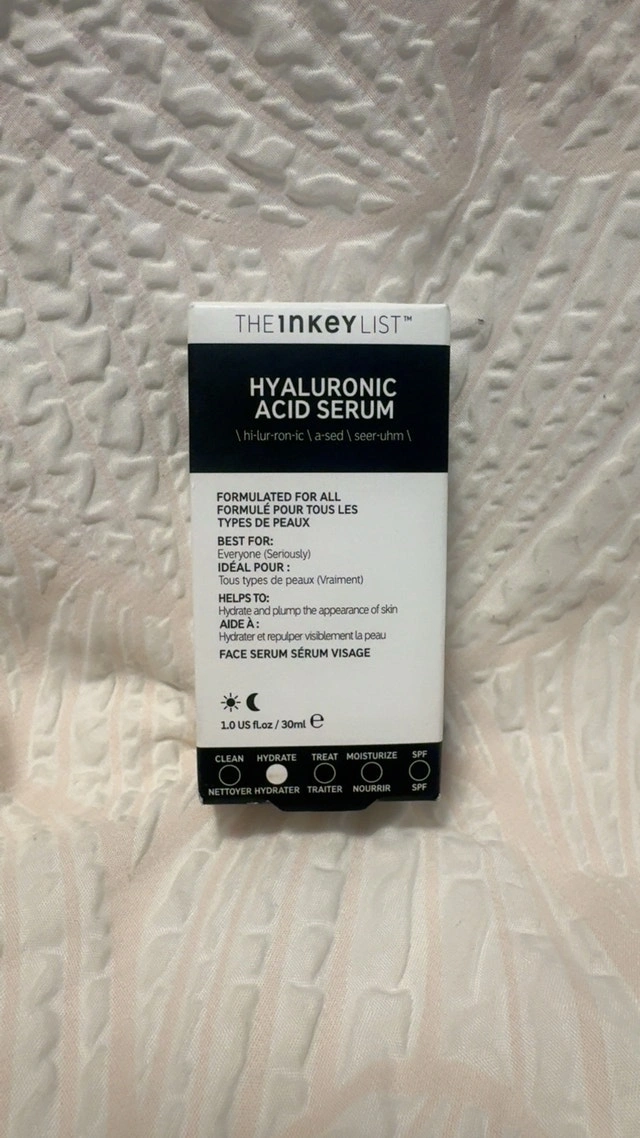 THE INKEY LIST™
HYALURONIC
ACID SERUM
\ hi-lur-ron-ic \ a-sed \ seer-uhm \
FORMULATED FOR ALL
FORMULÉ POUR TOUS LES
TYPES DE PEAUX
BEST FOR:
Everyone (Seriously)
IDÉAL POUR :
Tous types de peaux (Vraiment)
HELPS TO:
Hydrate and plump the appearance of skin
AIDE À :
Hydrater et repulper visiblement la peau
FACE SERUM SÉRUM VISAGE
1.0 US fl.oz / 30ml ℮
CLEAN HYDRATE TREAT MOISTURIZE SPF
NETTOYER HYDRATER TRAITER NOURRIR SPF